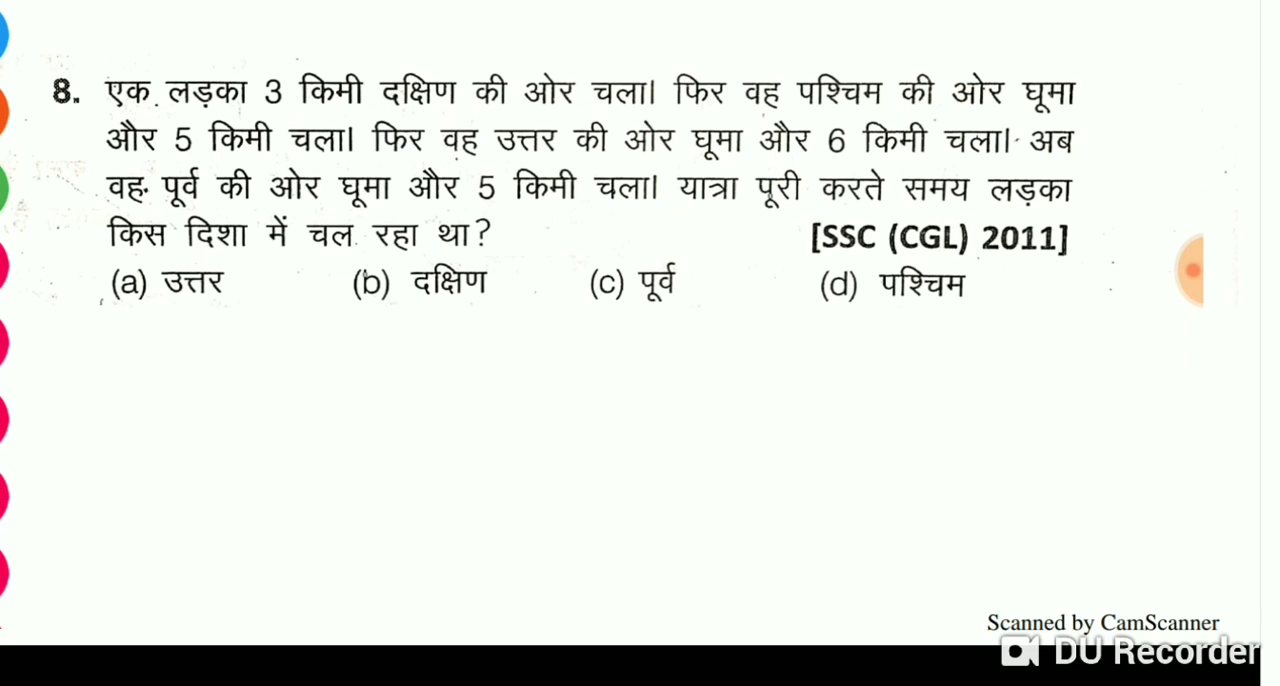 8. एक लड़का 3 किमी दक्षिण की ओर चला। फिर वह पश्चिम की ओर घूमा
और 5 किमी चला। फिर वह उत्तर की ओर घूमा और 6 किमी चला। अब
वह पूर्व की ओर घूमा और 5 किमी चला। यात्रा पूरी करते समय लड़का
किस दिशा में चल रहा था? [SSC (CGL) 2011]
(a) उत्तर (b) दक्षिण (c) पूर्व (d) पश्चिम
Scanned by CamScanner
DU Recorder